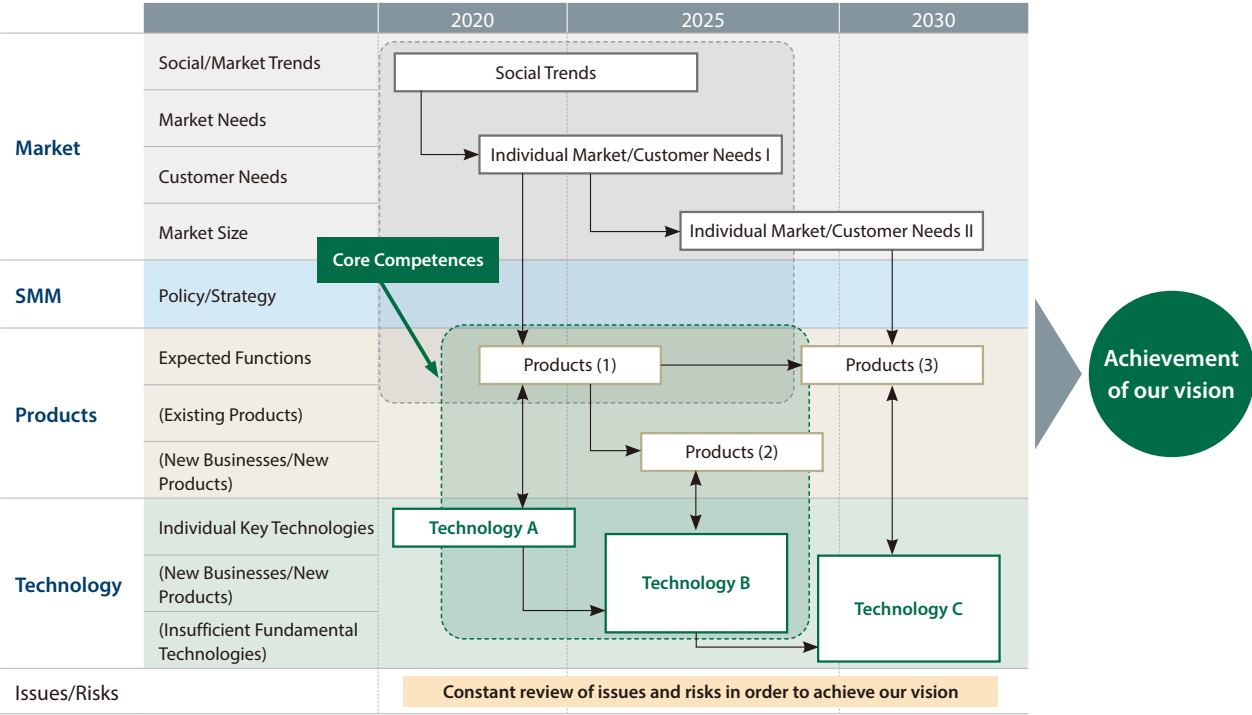 2020
2025
2030
Market
Social/Market Trends
Market Needs
Customer Needs
Market Size
Social Trends
Individual Market/Customer Needs I
Individual Market/Customer Needs II
Core Competences
SMM
Policy/Strategy
Products
Expected Functions
(Existing Products)
(New Businesses/New
Products)
Products (1)
Products (3)
Products (2)
Technology
Individual Key Technologies
(New Businesses/New
Products)
(Insufficient Fundamental
Technologies)
Technology A
Technology B
Technology C
Issues/Risks
Constant review of issues and risks in order to achieve our vision
Achievement
of our vision